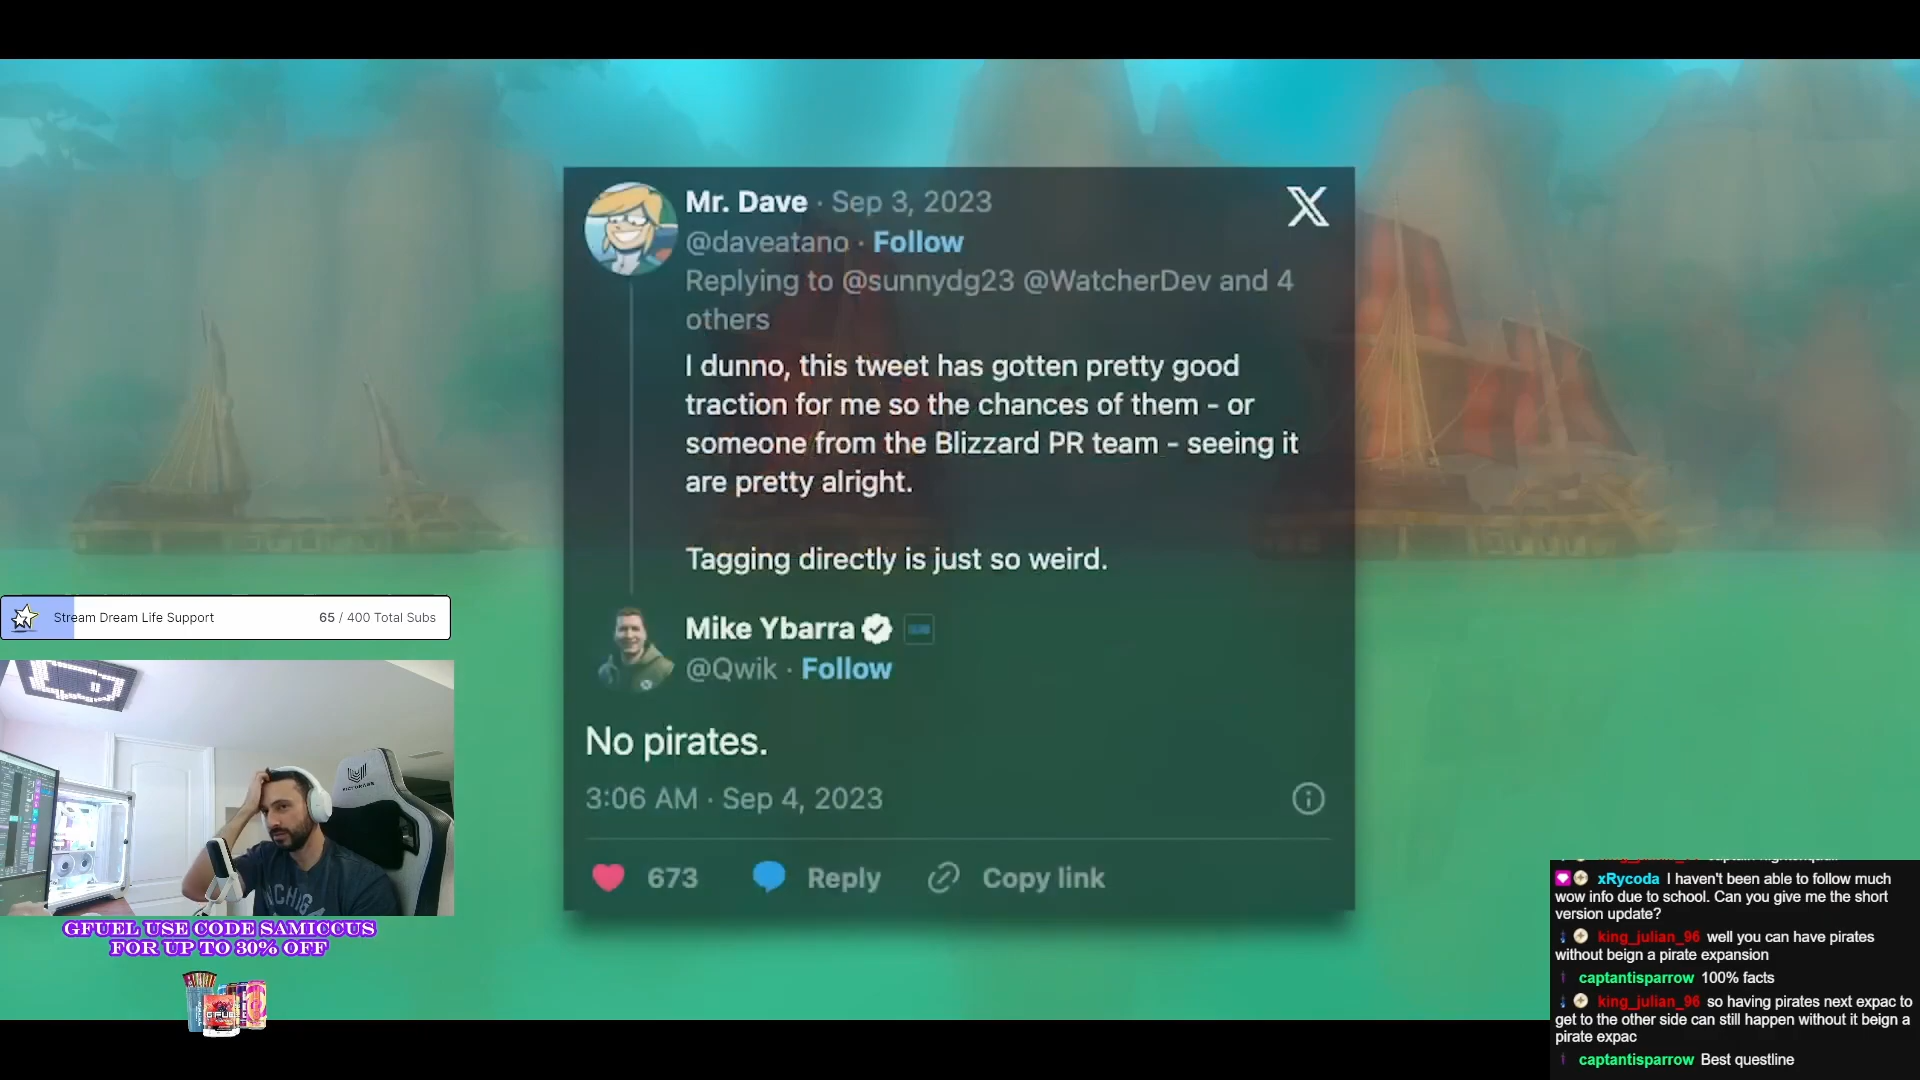 Mr. Dave · Sep 3, 2023
@daveatano · Follow
Replying to @sunnydg23 @WatcherDev and 4
others
I dunno, this tweet has gotten pretty good
traction for me so the chances of them - or
someone from the Blizzard PR team - seeing it
are pretty alright.
Tagging directly is just so weird.
Mike Ybarra
@Qwik · Follow
No pirates.
3:06 AM · Sep 4, 2023
673 Reply Copy link
Stream Dream Life Support 65 / 400 Total Subs
GFUEL USE CODE SAMICCUS
FOR UP TO 30% OFF
G FUEL
xRycoda I haven't been able to follow much
wow info due to school. Can you give me the short
version update?
king_julian_96 well you can have pirates
without beign a pirate expansion
captantisparrow 100% facts
king_julian_96 so having pirates next expac to
get to the other side can still happen without it beign a
pirate expac
captantisparrow Best questline